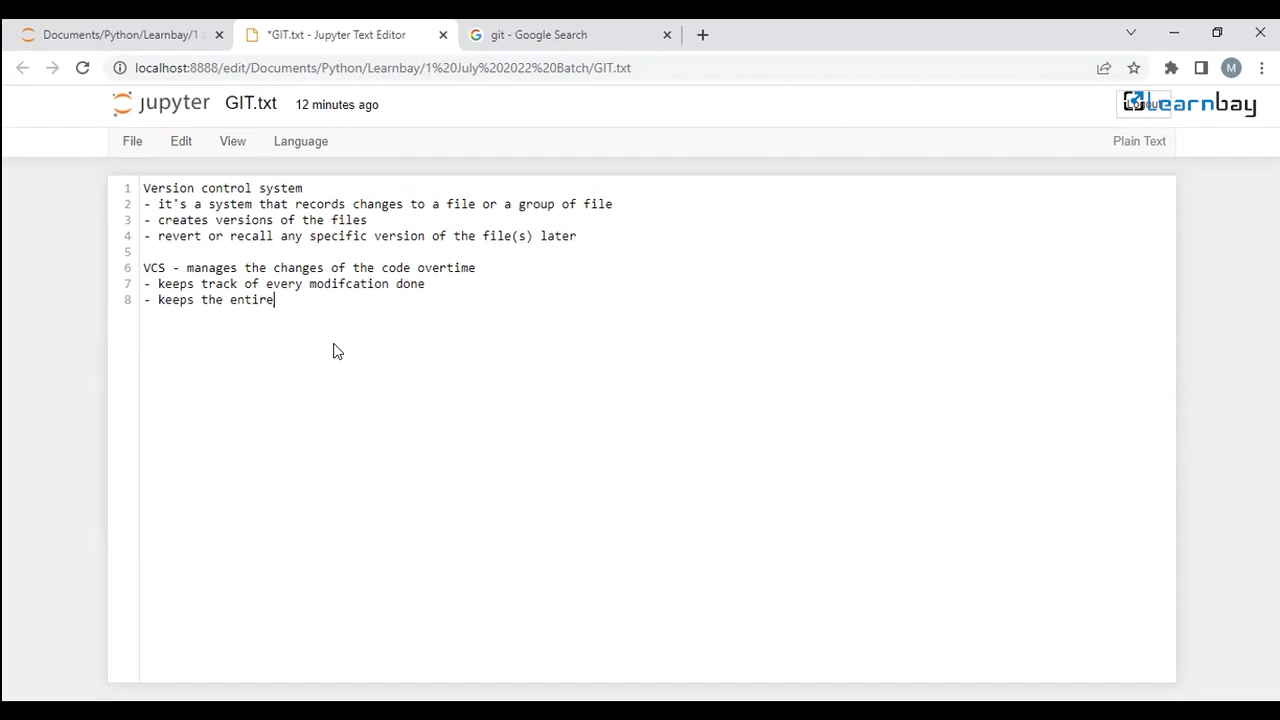 Documents/Python/Learnbay/1 J
*GIT.txt - Jupyter Text Editor
git - Google Search
localhost:8888/edit/Documents/Python/Learnbay/1%20July%202022%20Batch/GIT.txt
M
jupyter GIT.txt 12 minutes ago
learnbay
File Edit View Language
Plain Text
1 Version control system
2 - it's a system that records changes to a file or a group of file
3 - creates versions of the files
4 - revert or recall any specific version of the file(s) later
5
6 VCS - manages the changes of the code overtime
7 - keeps track of every modifcation done
8 - keeps the entire